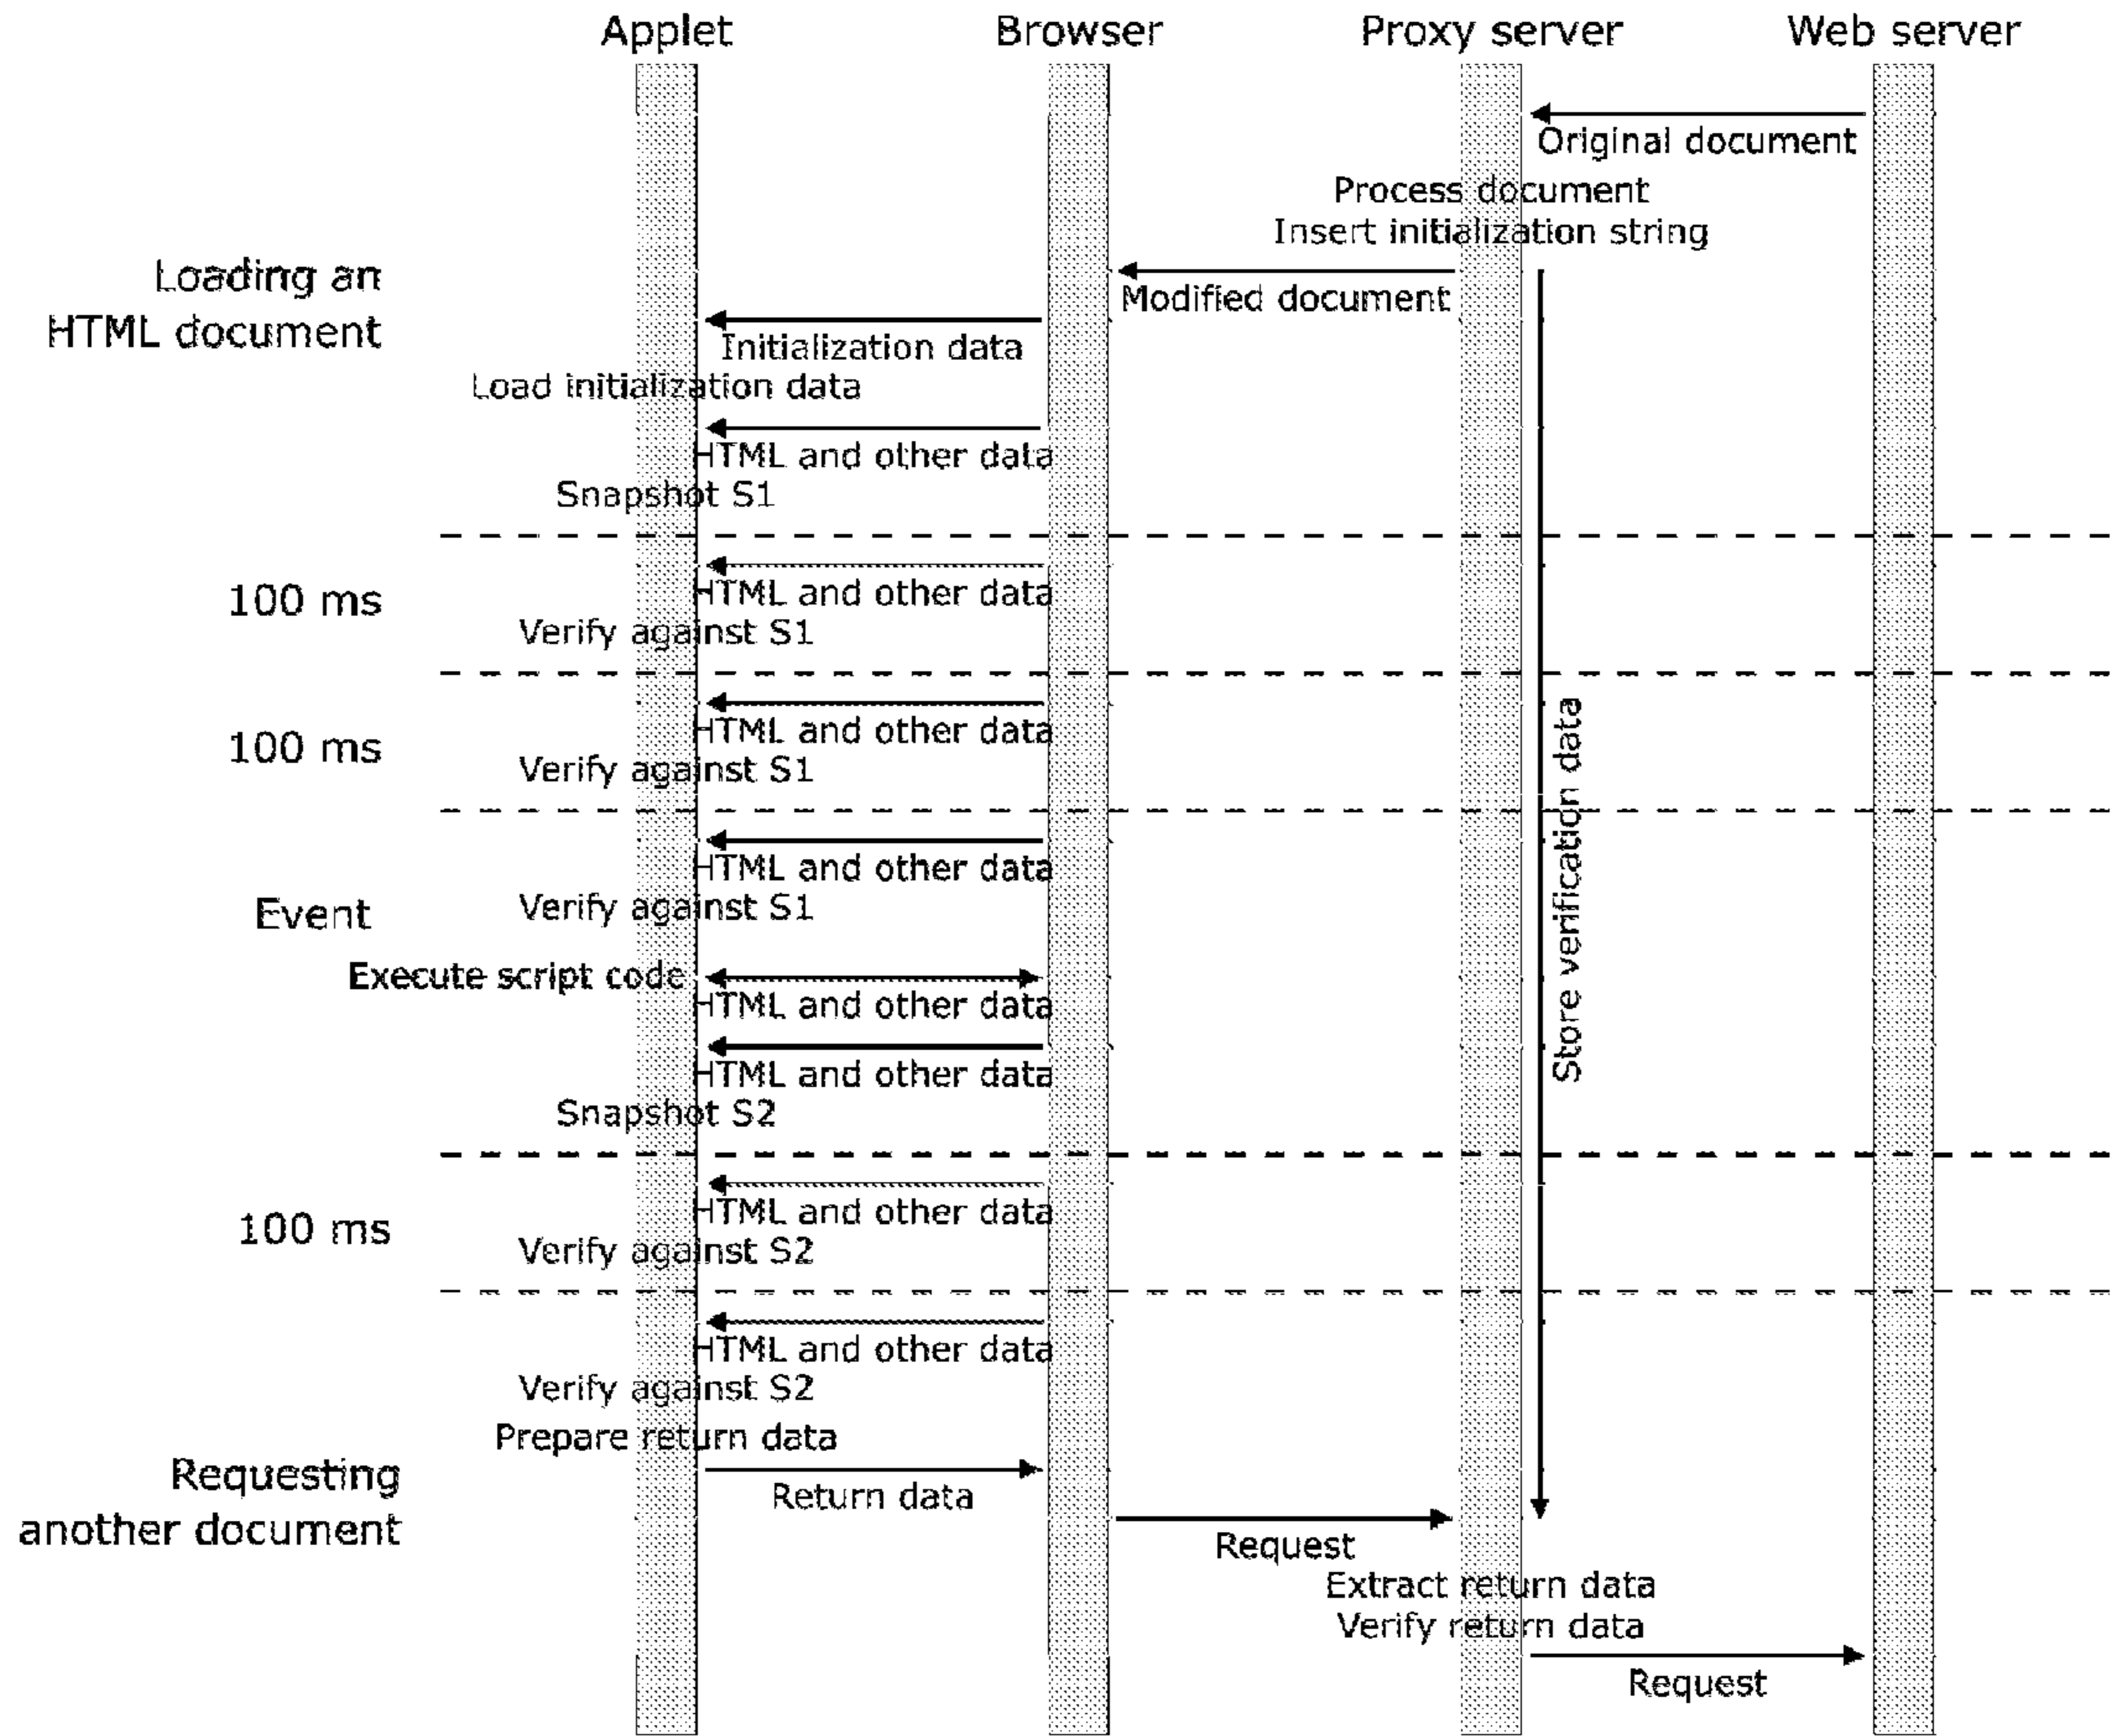 Applet
Browser
Proxy server
Web server
Original document
Process document
Insert initialization string
Loading an
HTML document
Modified document
Initialization data
Load initialization data
HTML and other data
Snapshot S1
100 ms
HTML and other data
Verify against S1
100 ms
HTML and other data
Verify against S1
Store verification data
Event
HTML and other data
Verify against S1
Execute script code
HTML and other data
HTML and other data
Snapshot S2
100 ms
HTML and other data
Verify against S2
HTML and other data
Verify against S2
Prepare return data
Requesting
another document
Return data
Request
Extract return data
Verify return data
Request